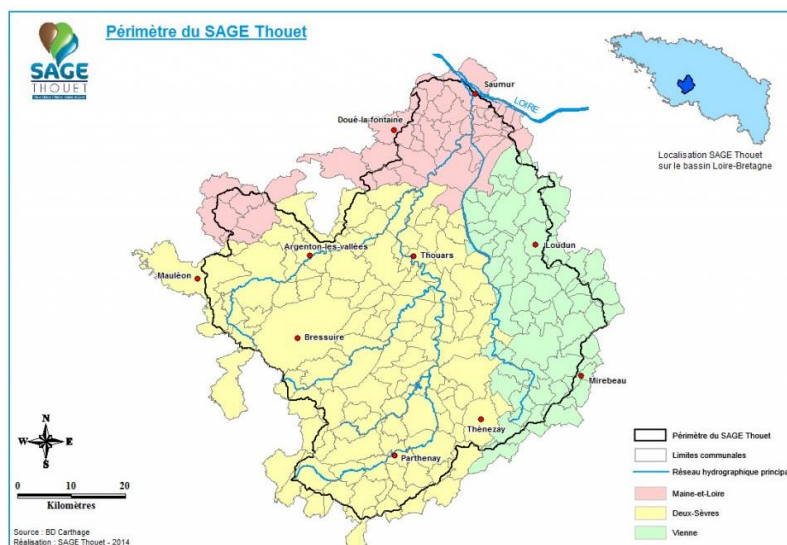 Périmètre du SAGE Thouet
SAGE
THOUET
Saumur
LOIRE
Doué-la-fontaine
Localisation SAGE Thouet
sur le bassin Loire-Bretagne
Loudun
Argenton-les-vallées
Thouars
Mauléon
Bressuire
Mirebeau
Thénezay
Parthenay
N
W
E
S
0
10
20
Kilomètres
Périmètre du SAGE Thouet
Limites communales
Réseau hydrographique principa
Maine-et-Loire
Deux-Sèvres
Vienne
Source : BD Carthage
Réalisation : SAGE Thouet - 2014